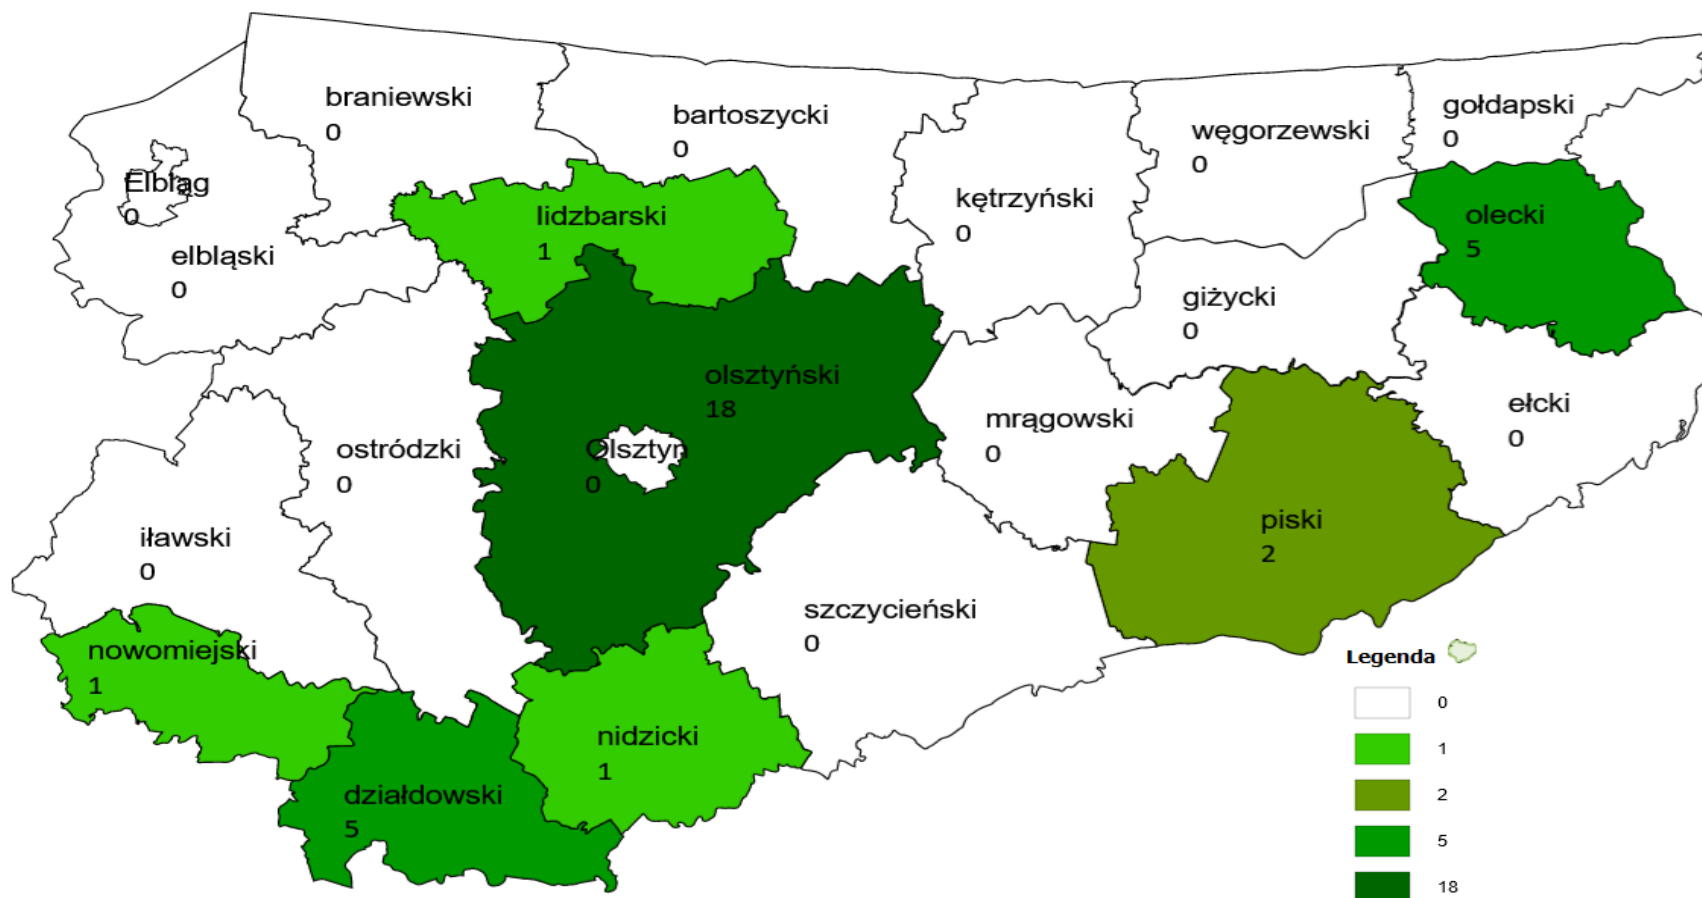 braniewski
0
bartoszycki
0
węgorzewski
0
gołdapski
0
Elbląg
0
elbląski
0
lidzbarski
1
kętrzyński
0
olecki
5
giżycki
0
olsztyński
18
Olsztyn
0
ostródzki
0
mrągowski
0
ełcki
0
iławski
0
piski
2
szczycieński
0
nowomiejski
1
nidzicki
1
działdowski
5
Legenda
0
1
2
5
18